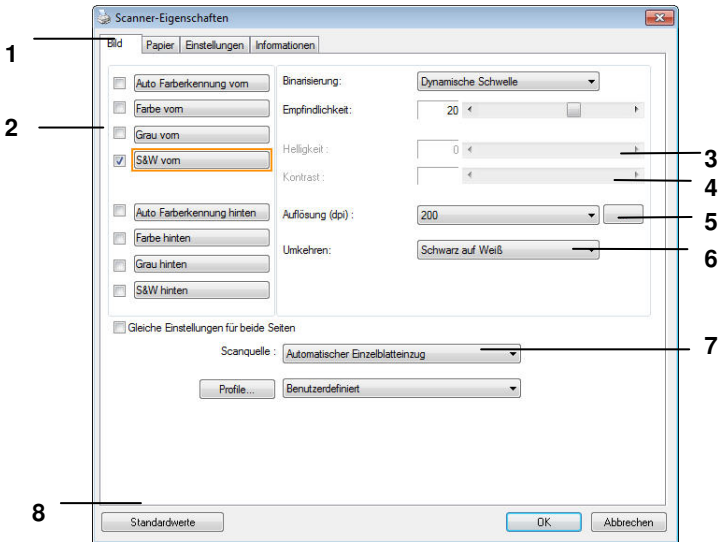 Scanner-Eigenschaften
Bild Papier Einstellungen Informationen
1
Auto Farberkennung vorn
Farbe vorn
2
Grau vorn
S&W vorn
Auto Farberkennung hinten
Farbe hinten
Grau hinten
S&W hinten
Binarisierung: Dynamische Schwelle
Empfindlichkeit: 20
Helligkeit : 0
3
Kontrast :
4
Auflösung (dpi) : 200
5
Umkehren: Schwarz auf Weiß
6
Gleiche Einstellungen für beide Seiten
Scanquelle : Automatischer Einzelblatteinzug
7
Profile... Benutzerdefiniert
8
Standardwerte OK Abbrechen